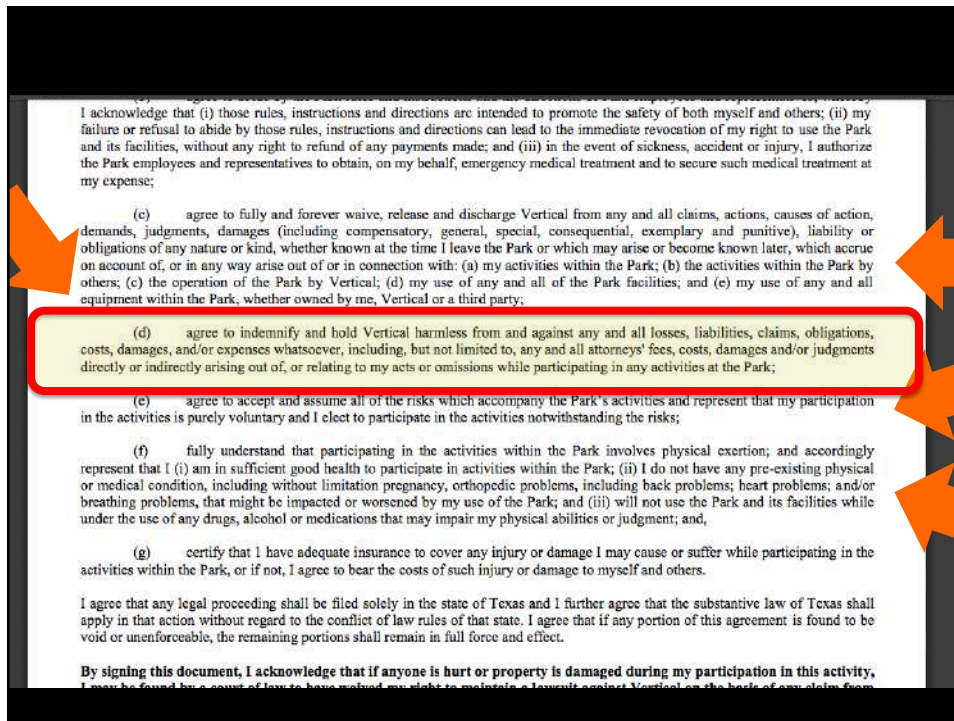 I acknowledge that (i) those rules, instructions and directions are intended to promote the safety of both myself and others; (ii) my
failure or refusal to abide by those rules, instructions and directions can lead to the immediate revocation of my right to use the Park
and its facilities, without any right to refund of any payments made; and (iii) in the event of sickness, accident or injury, I authorize
the Park employees and representatives to obtain, on my behalf, emergency medical treatment and to secure such medical treatment at
my expense;
(c) agree to fully and forever waive, release and discharge Vertical from any and all claims, actions, causes of action,
demands, judgments, damages (including compensatory, general, special, consequential, exemplary and punitive), liability or
obligations of any nature or kind, whether known at the time I leave the Park or which may arise or become known later, which accrue
on account of, or in any way arise out of or in connection with: (a) my activities within the Park; (b) the activities within the Park by
others; (c) the operation of the Park by Vertical; (d) my use of any and all of the Park facilities; and (e) my use of any and all
equipment within the Park, whether owned by me, Vertical or a third party;
(d) agree to indemnify and hold Vertical harmless from and against any and all losses, liabilities, claims, obligations,
costs, damages, and/or expenses whatsoever, including, but not limited to, any and all attorneys' fees, costs, damages and/or judgments
directly or indirectly arising out of, or relating to my acts or omissions while participating in any activities at the Park;
(e) agree to accept and assume all of the risks which accompany the Park's activities and represent that my participation
in the activities is purely voluntary and I elect to participate in the activities notwithstanding the risks;
(f) fully understand that participating in the activities within the Park involves physical exertion; and accordingly
represent that I (i) am in sufficient good health to participate in activities within the Park; (ii) I do not have any pre-existing physical
or medical condition, including without limitation pregnancy, orthopedic problems, including back problems; heart problems; and/or
breathing problems, that might be impacted or worsened by my use of the Park; and (iii) will not use the Park and its facilities while
under the use of any drugs, alcohol or medications that may impair my physical abilities or judgment; and,
(g) certify that I have adequate insurance to cover any injury or damage I may cause or suffer while participating in the
activities within the Park, or if not, I agree to bear the costs of such injury or damage to myself and others.
I agree that any legal proceeding shall be filed solely in the state of Texas and I further agree that the substantive law of Texas shall
apply in that action without regard to the conflict of law rules of that state. I agree that if any portion of this agreement is found to be
void or unenforceable, the remaining portions shall remain in full force and effect.
By signing this document, I acknowledge that if anyone is hurt or property is damaged during my participation in this activity,
I may be found by a court of law to have waived my right to maintain a lawsuit against Vertical on the basis of any claim from